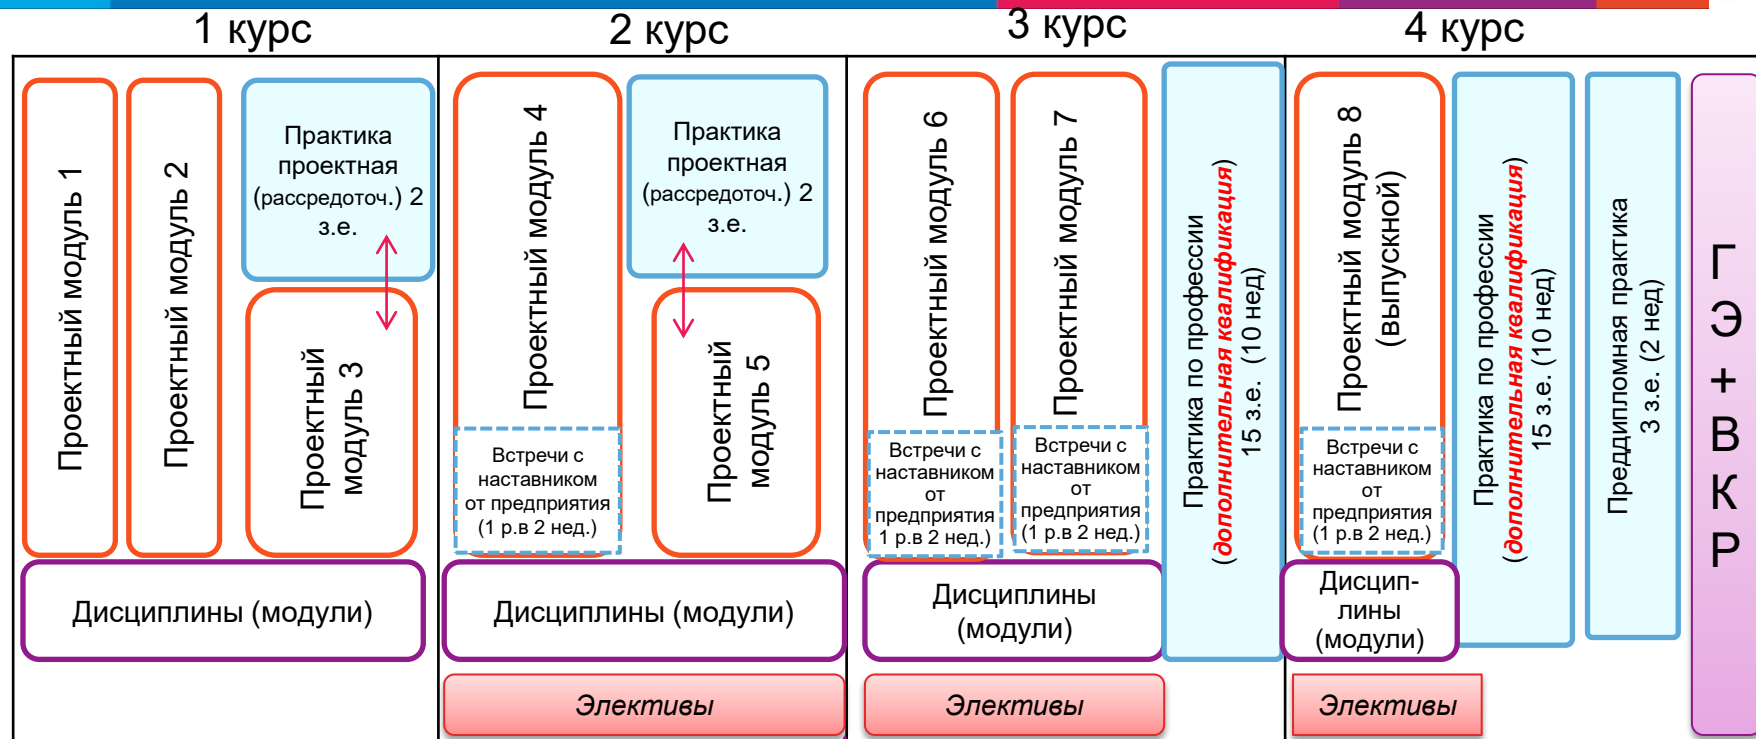 1 курс
2 курс
3 курс
4 курс
Проектный модуль 1
Проектный модуль 2
Практика
проектная
(рассредоточ.) 2
з.е.
Проектный
модуль 3
Дисциплины (модули)
Проектный модуль 4
Встречи с
наставником
от предприятия
(1 р.в 2 нед.)
Практика
проектная
(рассредоточ.) 2
з.е.
Проектный
модуль 5
Дисциплины (модули)
Элективы
Проектный модуль 6
Встречи с
наставником
от
предприятия
1 р.в 2 нед.)
Проектный модуль 7
Встречи с
наставником
от
предприятия
(1 р.в 2 нед.)
Дисциплины
(модули)
Элективы
Практика по профессии
(дополнительная квалификация)
15 з.е. (10 нед)
Проектный модуль 8
(выпускной)
Встречи с
наставником
от
предприятия
(1 р.в 2 нед.)
Дисцип-
лины
(модули)
Элективы
Практика по профессии
(дополнительная квалификация)
15 з.е. (10 нед)
Преддипломная практика
3 з.е. (2 нед)
Г
Э
+
В
К
Р